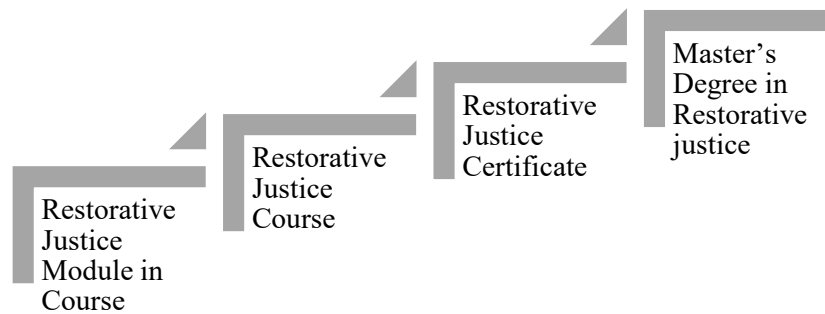 Restorative
Justice
Module in
Course
Restorative
Justice
Course
Restorative
Justice
Certificate
Master’s
Degree in
Restorative
justice